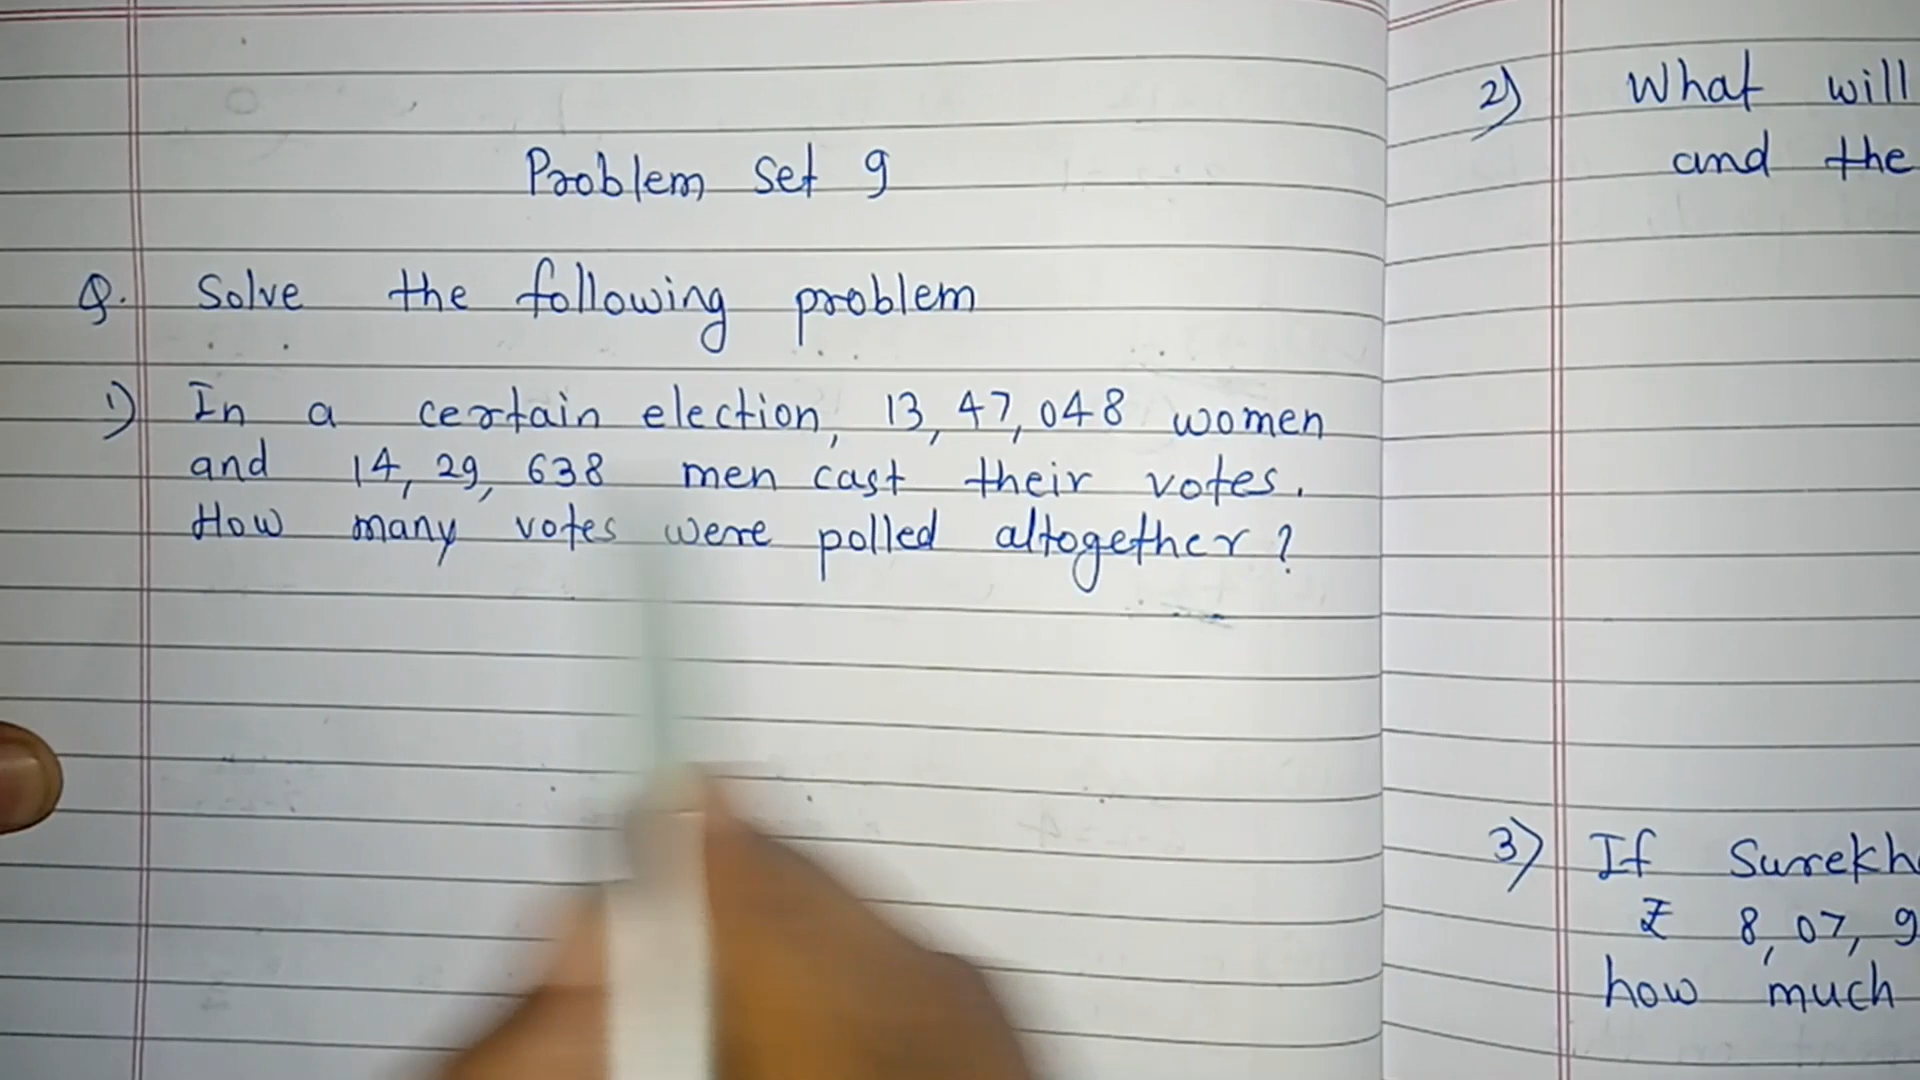 Problem set 9
Q. Solve the following problem
1) In a certain election, 13,47,048 women
and 14,29,638 men cast their votes.
How many votes were polled altogether?
2) What will
and the
3) If Surekh
₹ 8,07,9
how much